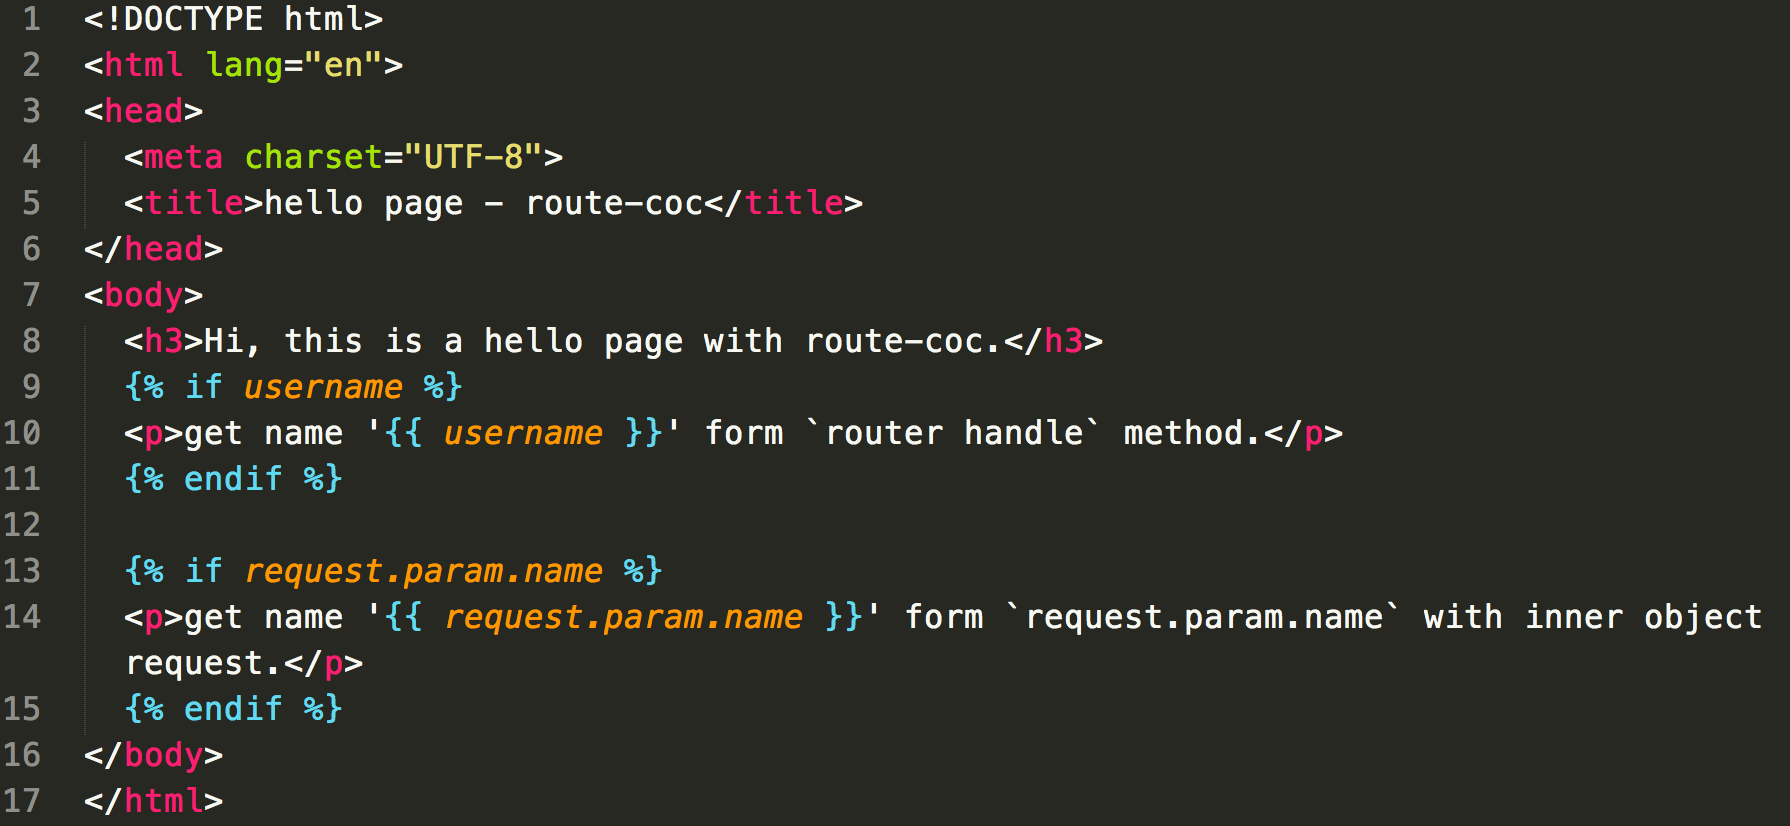 1 <!DOCTYPE html>
2 <html lang="en">
3 <head>
4   <meta charset="UTF-8">
5   <title>hello page - route-coc</title>
6 </head>
7 <body>
8   <h3>Hi, this is a hello page with route-coc.</h3>
9   {% if username %}
10   <p>get name '{{ username }}' form `router handle` method.</p>
11   {% endif %}
12
13   {% if request.param.name %}
14   <p>get name '{{ request.param.name }}' form `request.param.name` with inner object
request.</p>
15   {% endif %}
16 </body>
17 </html>